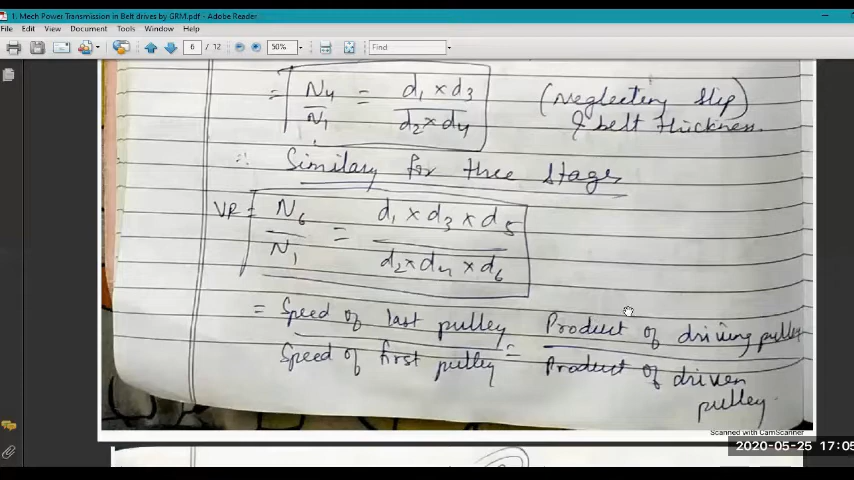 1. Mech Power Transmission in Belt drives by GRM.pdf - Adobe Reader
File Edit View Document Tools Window Help
6 / 12 50% Find
= N4/N1 = d1 × d3 / d2 × d4 (Neglecting Slip)
& belt thickness.
∴ Similary for three Stages
VR = N6/N1 = d1 × d3 × d5 / d2 × d4 × d6
= Speed of last pulley / Speed of first pulley = Product of driving pulley / Product of driven
pulley.
Scanned with CamScanner
2020-05-25 17:05